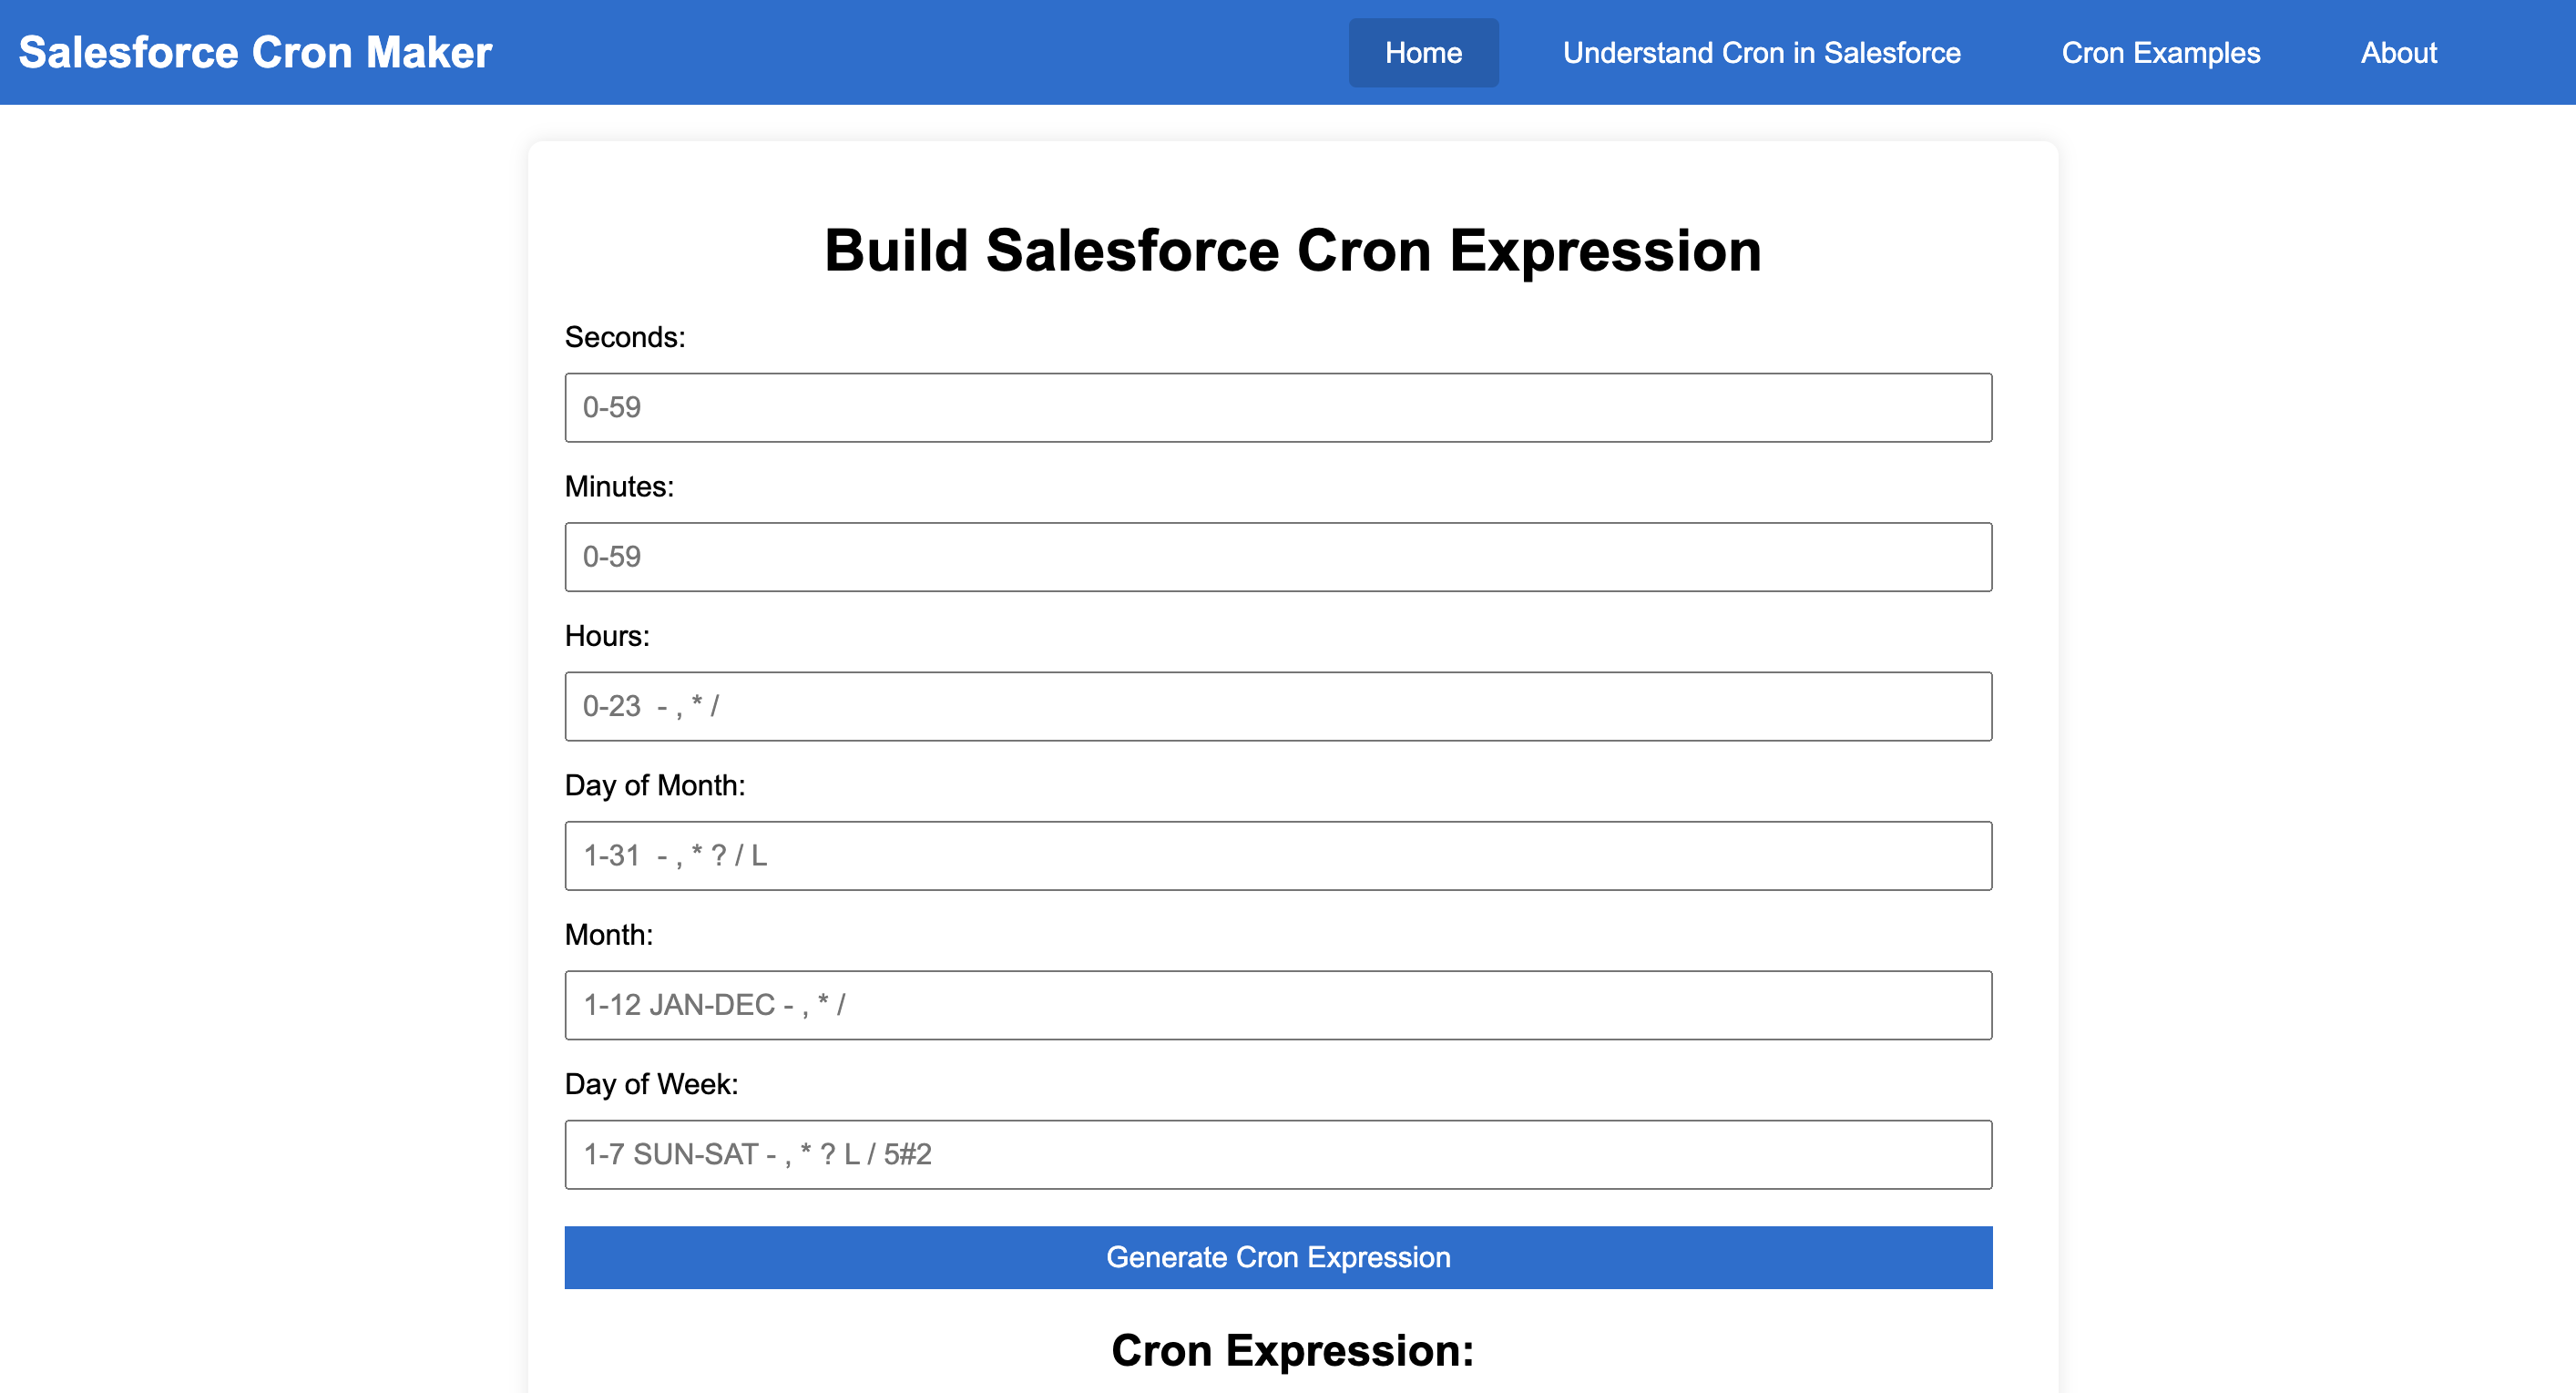 Salesforce Cron Maker
Home
Understand Cron in Salesforce
Cron Examples
About
Build Salesforce Cron Expression
Seconds:
0-59
Minutes:
0-59
Hours:
0-23  - , * /
Day of Month:
1-31  - , * ? / L
Month:
1-12 JAN-DEC - , * /
Day of Week:
1-7 SUN-SAT - , * ? L / 5#2
Generate Cron Expression
Cron Expression: